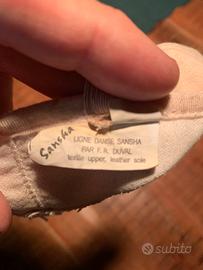 Sansha
LIGNE DANSE SANSHA
PAR F. R. DUVAL
textile upper, leather sole
subito